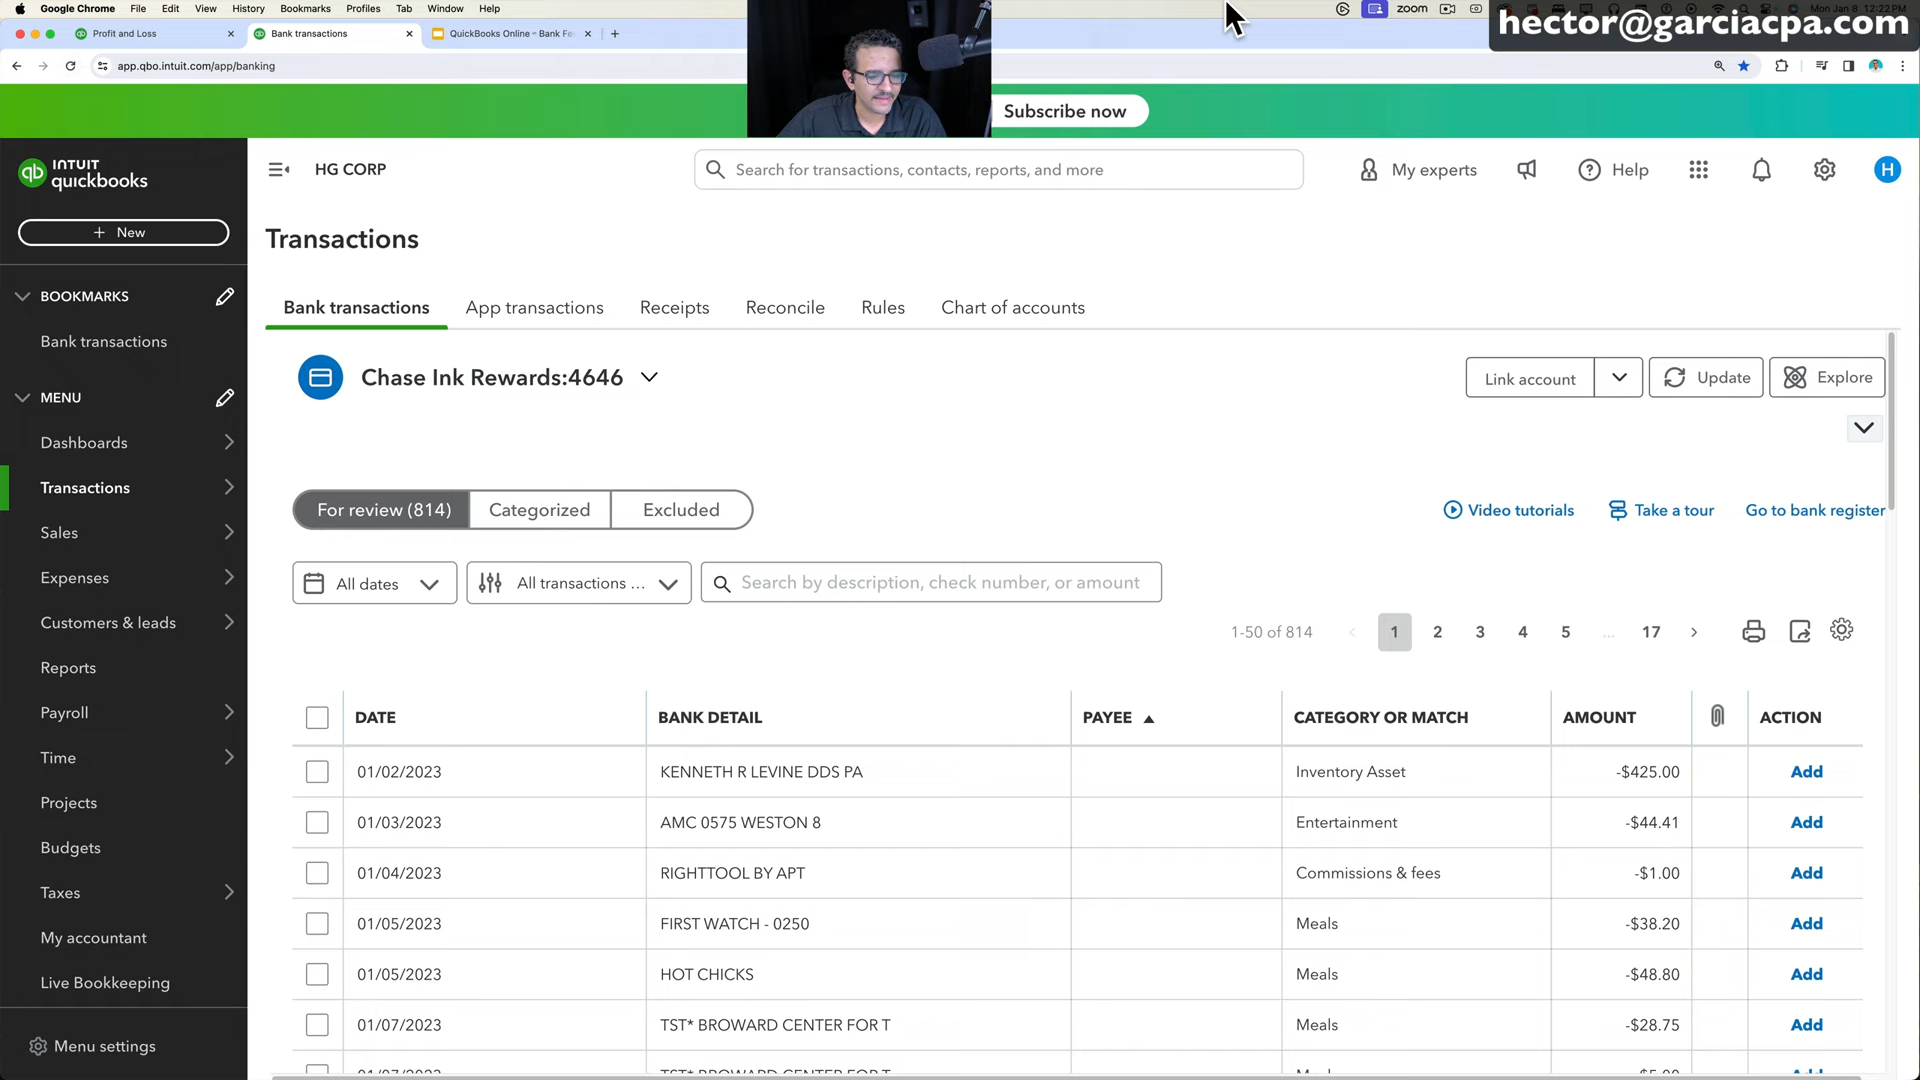 Google Chrome File Edit View History Bookmarks Profiles Tab Window Help
zoom
hector@garciacpa.com
Profit and Loss
Bank transactions
QuickBooks Online - Bank Fe
app.qbo.intuit.com/app/banking
Subscribe now
INTUIT
quickbooks
HG CORP
Search for transactions, contacts, reports, and more
My experts
Help
H
+ New
Transactions
BOOKMARKS
Bank transactions
Bank transactions App transactions Receipts Reconcile Rules Chart of accounts
MENU
Dashboards
Transactions
Sales
Expenses
Customers & leads
Reports
Payroll
Time
Projects
Budgets
Taxes
My accountant
Live Bookkeeping
Menu settings
Chase Ink Rewards:4646
Link account
Update
Explore
For review (814) Categorized Excluded
Video tutorials Take a tour Go to bank register
All dates
All transactions ...
Search by description, check number, or amount
1-50 of 814 1 2 3 4 5 ... 17
DATE BANK DETAIL PAYEE CATEGORY OR MATCH AMOUNT ACTION
01/02/2023 KENNETH R LEVINE DDS PA Inventory Asset -$425.00 Add
01/03/2023 AMC 0575 WESTON 8 Entertainment -$44.41 Add
01/04/2023 RIGHTTOOL BY APT Commissions & fees -$1.00 Add
01/05/2023 FIRST WATCH - 0250 Meals -$38.20 Add
01/05/2023 HOT CHICKS Meals -$48.80 Add
01/07/2023 TST* BROWARD CENTER FOR T Meals -$28.75 Add